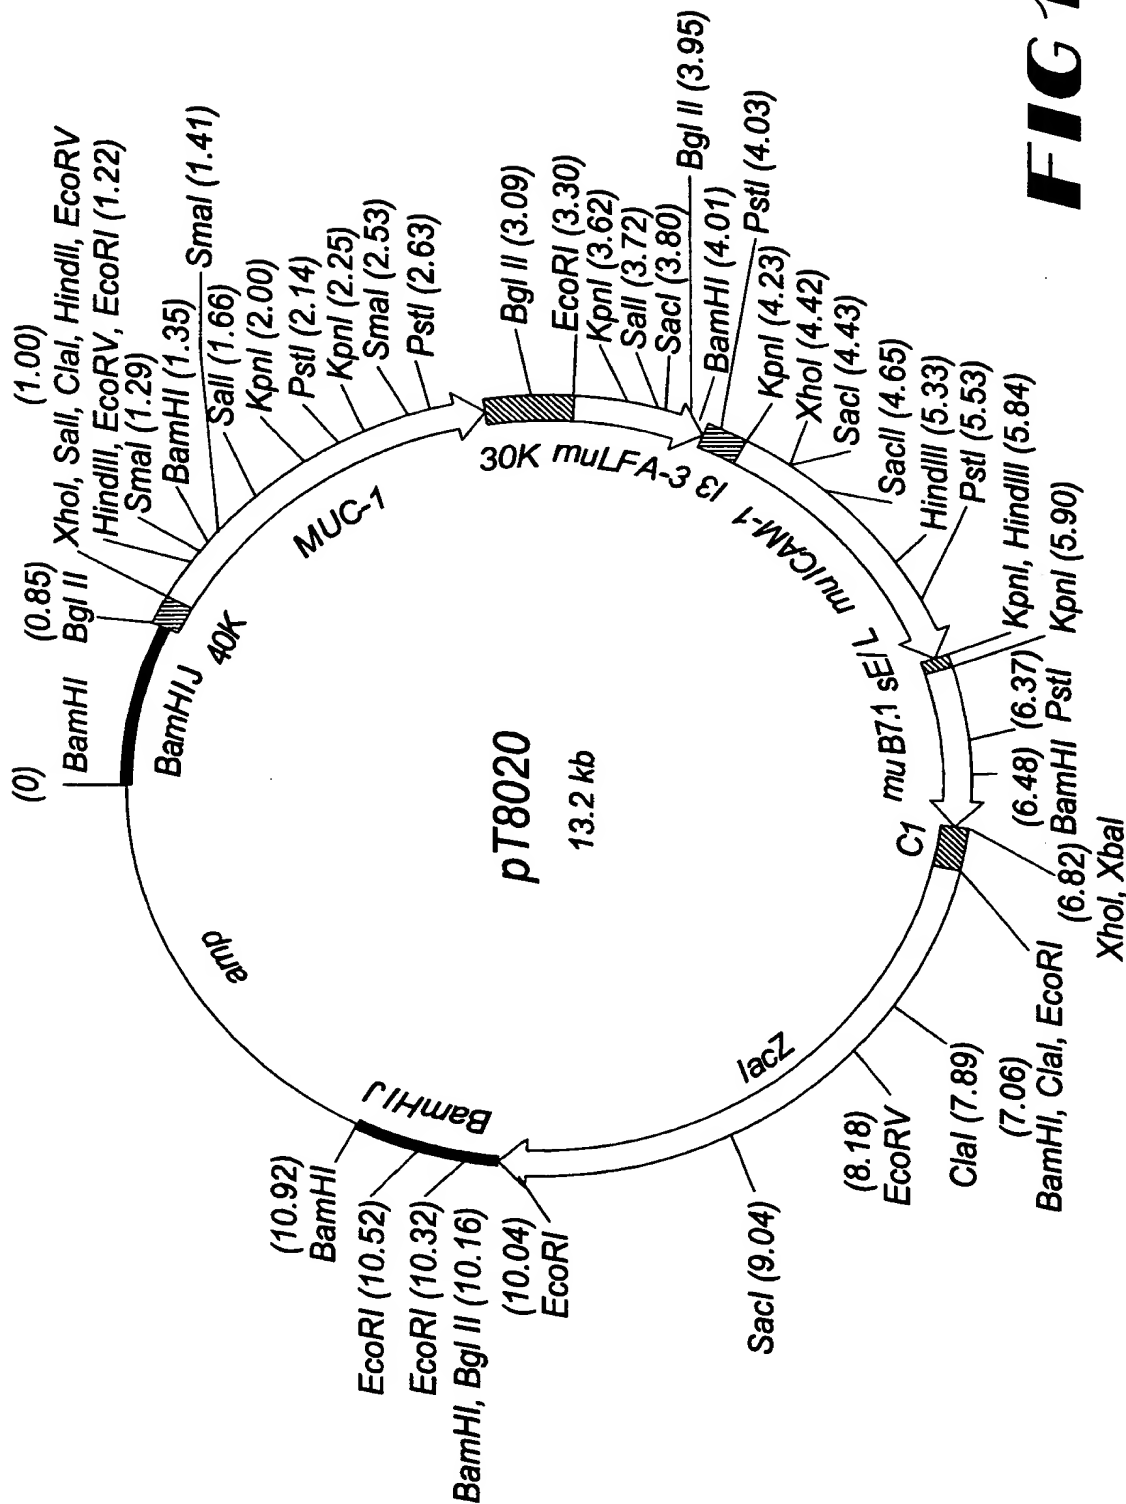 (0)
BamHI
(0.85)
Bgl II
(1.00)
XhoI, SalI, ClaI, HindII, EcoRV
HindIII, EcoRV, EcoRI (1.22)
SmaI (1.29)
BamHI (1.35)
SmaI (1.41)
SalI (1.66)
KpnI (2.00)
PstI (2.14)
KpnI (2.25)
SmaI (2.53)
PstI (2.63)
Bgl II (3.09)
EcoRI (3.30)
KpnI (3.62)
SalI (3.72)
SacI (3.80)
Bgl II (3.95)
BamHI (4.01)
PstI (4.03)
KpnI (4.23)
XhoI (4.42)
SacI (4.43)
SacII (4.65)
HindIII (5.33)
PstI (5.53)
KpnI, HindIII (5.84)
KpnI (5.90)
(6.37)
PstI
(6.48)
BamHI
(6.82)
XhoI, XbaI
(7.06)
BamHI, ClaI, EcoRI
ClaI (7.89)
(8.18)
EcoRV
SacI (9.04)
(10.04)
EcoRI
BamHI, Bgl II (10.16)
EcoRI (10.32)
EcoRI (10.52)
(10.92)
BamHI
BamHI J
40K
MUC-1
30K
muLFA-3
I3
muICAM-1
sE/L
muB7.1
C1
lacZ
BamHI J
amp
pT8020
13.2 kb
FIG